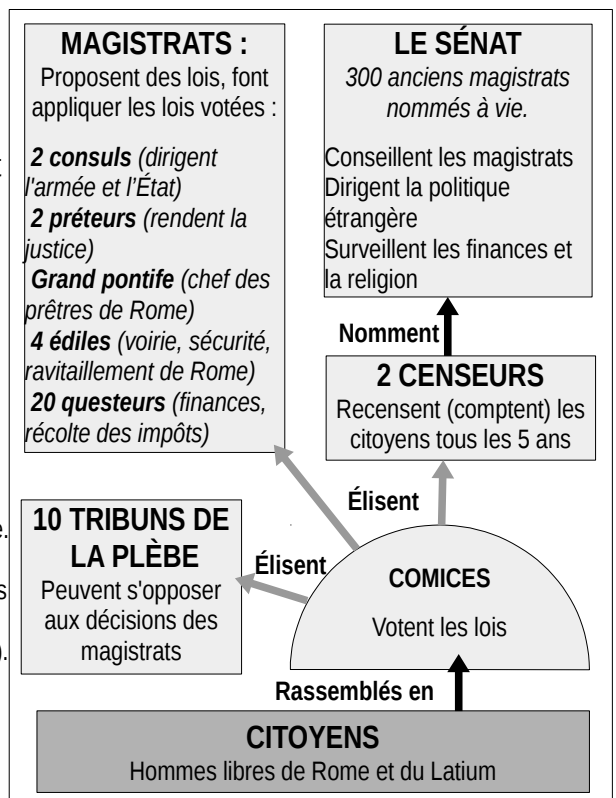 MAGISTRATS :
Proposent des lois, font
appliquer les lois votées :
2 consuls (dirigent
l'armée et l’État)
2 préteurs (rendent la
justice)
Grand pontife (chef des
prêtres de Rome)
4 édiles (voirie, sécurité,
ravitaillement de Rome)
20 questeurs (finances,
récolte des impôts)
LE SÉNAT
300 anciens magistrats
nommés à vie.
Conseillent les magistrats
Dirigent la politique
étrangère
Surveillent les finances et
la religion
Nomment
2 CENSEURS
Recensent (comptent) les
citoyens tous les 5 ans
Élisent
10 TRIBUNS DE
LA PLÈBE
Peuvent s'opposer
aux décisions des
magistrats
Élisent
COMICES
Votent les lois
Rassemblés en
CITOYENS
Hommes libres de Rome et du Latium